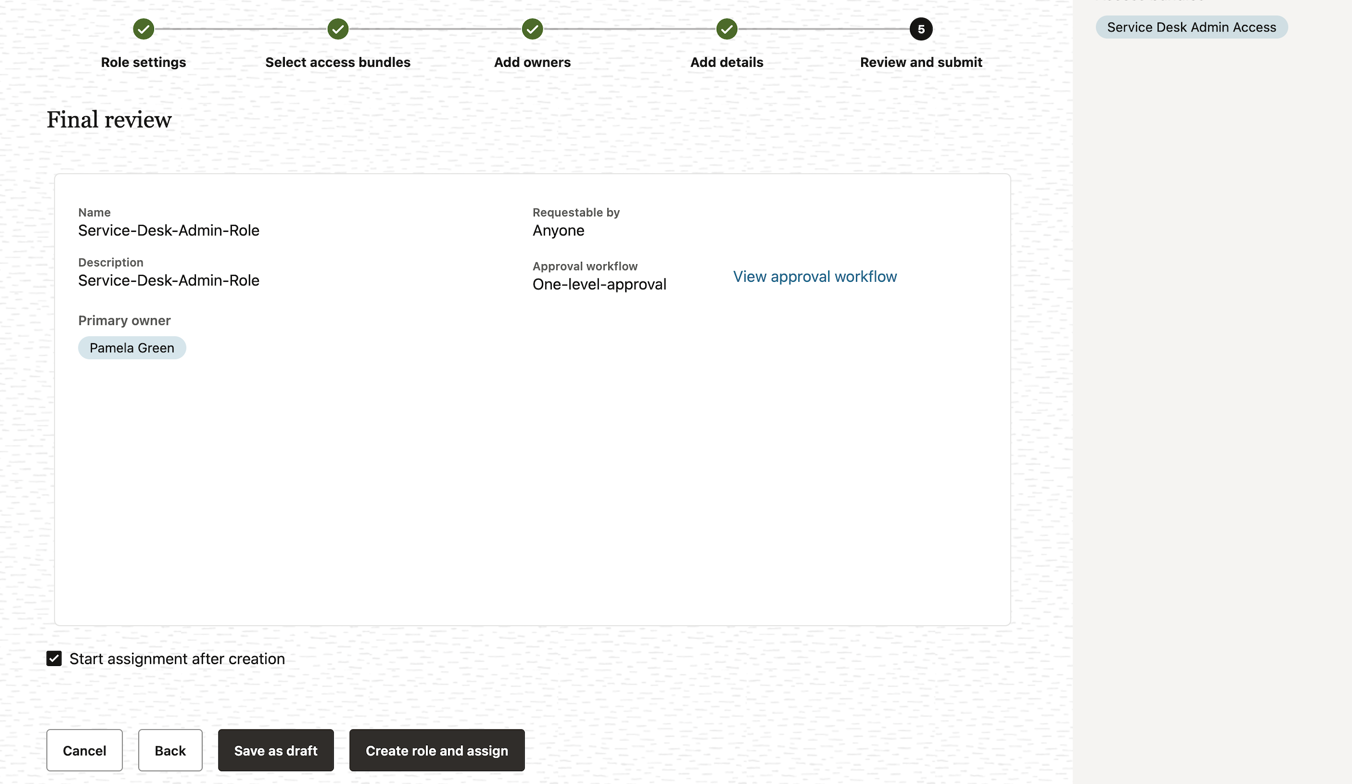 5
Role settings
Select access bundles
Add owners
Add details
Review and submit
Service Desk Admin Access
Final review
Name
Service-Desk-Admin-Role
Requestable by
Anyone
Description
Service-Desk-Admin-Role
Approval workflow
One-level-approval
View approval workflow
Primary owner
Pamela Green
Start assignment after creation
Cancel
Back
Save as draft
Create role and assign